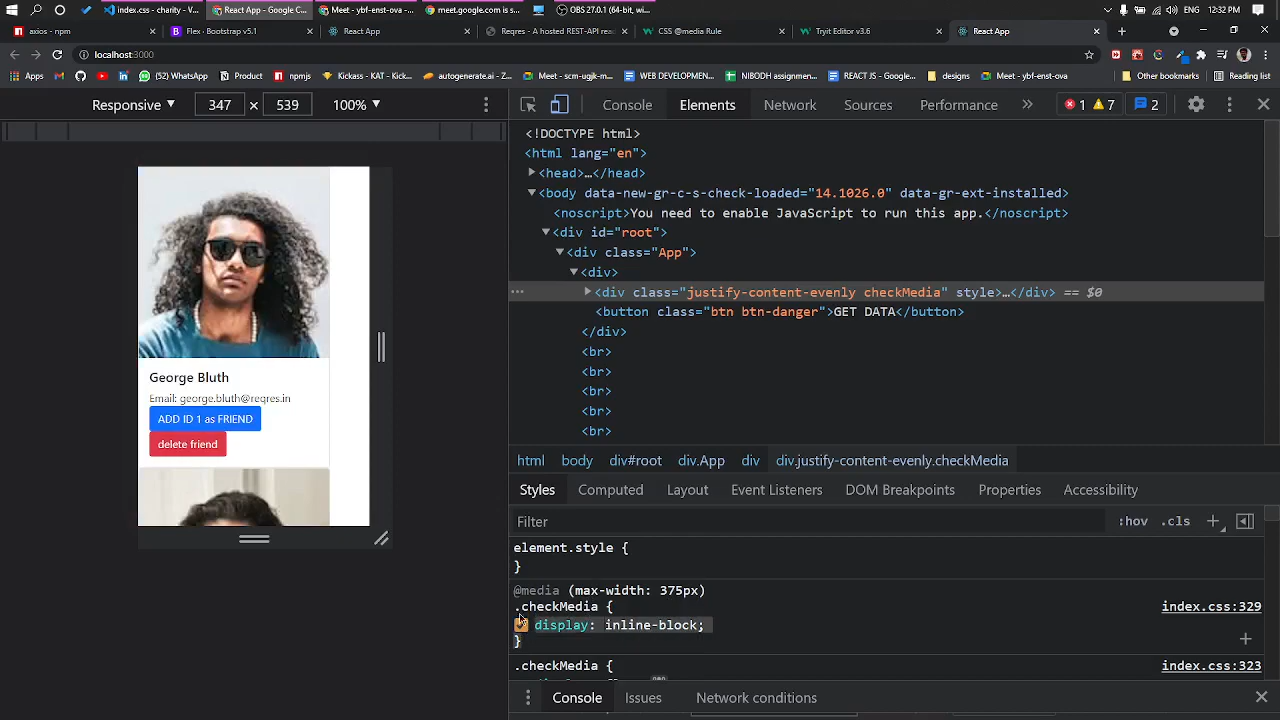 index.css - charity - V...
React App - Google C...
Meet - ybf-enst-ova - ...
meet.google.com is s...
OBS 27.0.1 (64-bit, wi...
ENG
12:32 PM
axios - npm
Flex · Bootstrap v5.1
React App
Reqres - A hosted REST-API read
CSS @media Rule
Tryit Editor v3.6
React App
localhost:3000
Apps
(52) WhatsApp
Product
npmjs
Kickass - KAT - Kick...
autogenerate.ai - Z...
Meet - scm-ugjk-m...
WEB DEVELOPMEN...
NIBODH assignmen...
REACT JS - Google...
designs
Meet - ybf-enst-ova
Other bookmarks
Reading list
Responsive
347 × 539
100%
Console
Elements
Network
Sources
Performance
1
7
2
<!DOCTYPE html>
<html lang="en">
<head>…</head>
<body data-new-gr-c-s-check-loaded="14.1026.0" data-gr-ext-installed>
<noscript>You need to enable JavaScript to run this app.</noscript>
<div id="root">
<div class="App">
<div>
<div class="justify-content-evenly checkMedia" style>…</div> == $0
<button class="btn btn-danger">GET DATA</button>
</div>
<br>
<br>
<br>
<br>
<br>
George Bluth
Email: george.bluth@reqres.in
ADD ID 1 as FRIEND
delete friend
html body div#root div.App div div.justify-content-evenly.checkMedia
Styles
Computed
Layout
Event Listeners
DOM Breakpoints
Properties
Accessibility
Filter
:hov .cls
element.style {
}
@media (max-width: 375px)
.checkMedia {
index.css:329
display: inline-block;
}
.checkMedia {
index.css:323
Console
Issues
Network conditions